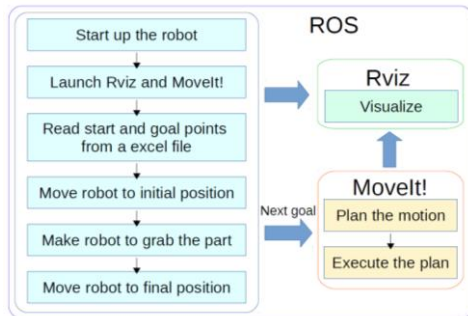 ROS
Start up the robot
Launch Rviz and MoveIt!
Read start and goal points
from a excel file
Move robot to initial position
Make robot to grab the part
Move robot to final position
Rviz
Visualize
Next goal
MoveIt!
Plan the motion
Execute the plan